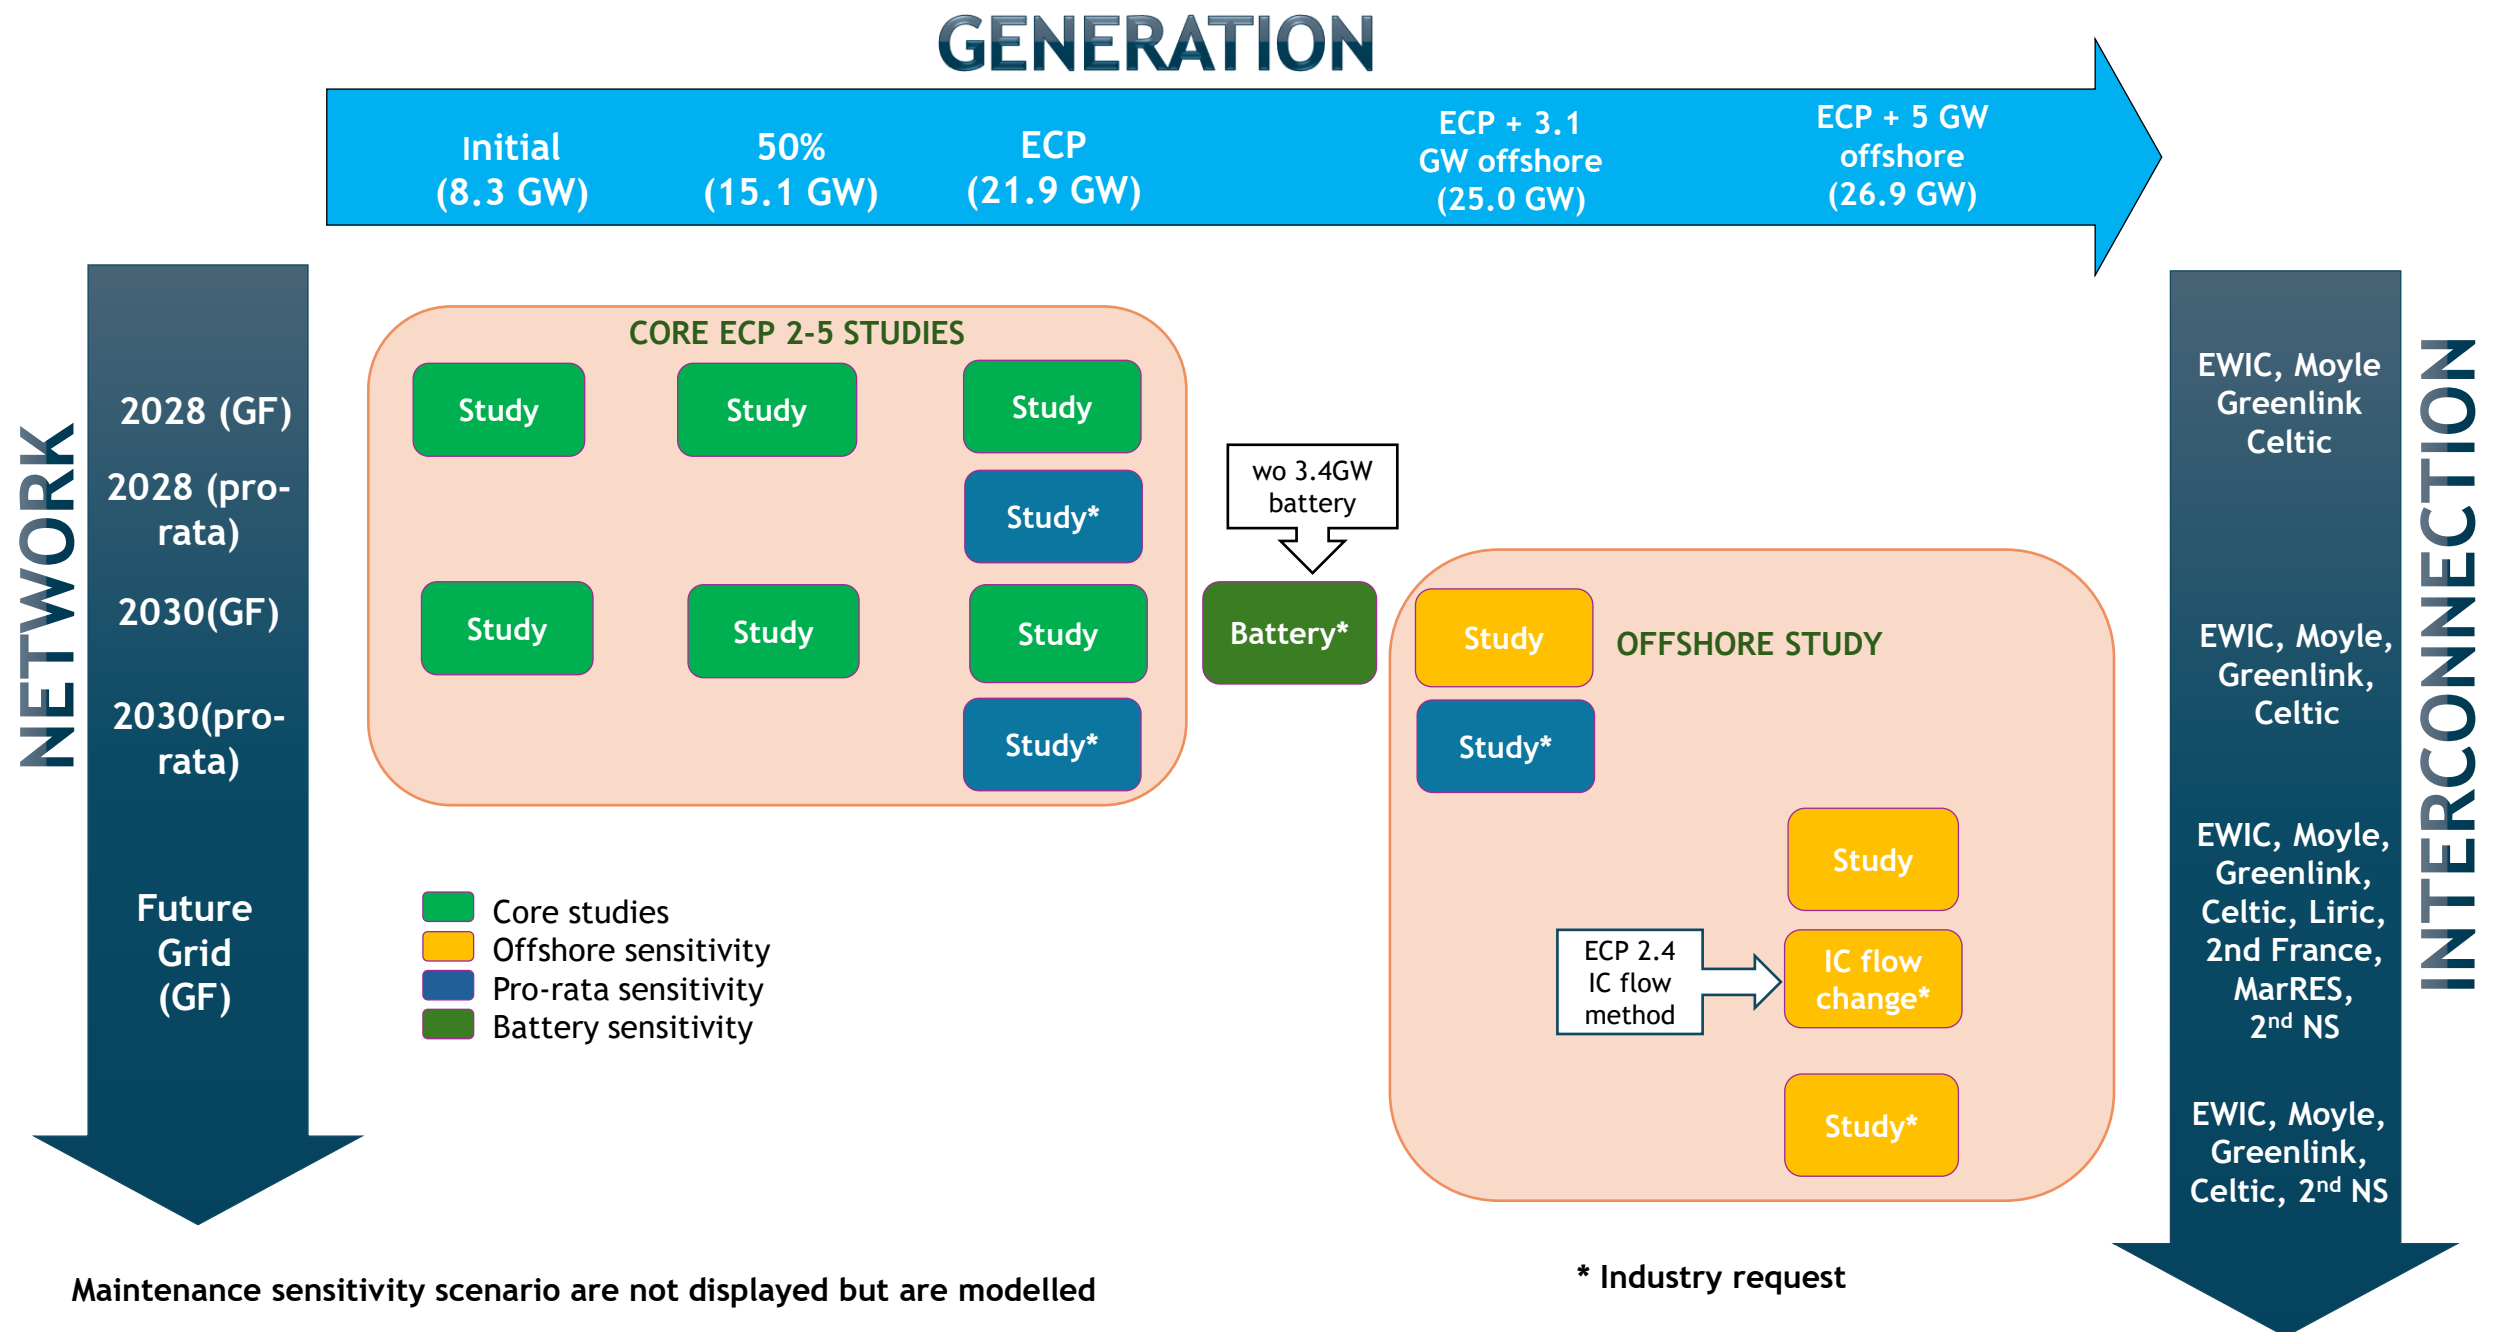 GENERATION
Initial
(8.3 GW)
50%
(15.1 GW)
ECP
(21.9 GW)
ECP + 3.1
GW offshore
(25.0 GW)
ECP + 5 GW
offshore
(26.9 GW)
NETWORK
2028 (GF)
2028 (pro-
rata)
2030(GF)
2030(pro-
rata)
Future
Grid
(GF)
CORE ECP 2-5 STUDIES
Study
Study
Study
Study*
Study
Study
Study
Study*
wo 3.4GW
battery
Battery*
OFFSHORE STUDY
Study
Study*
Study
ECP 2.4
IC flow
method
IC flow
change*
Study*
INTERCONNECTION
EWIC, Moyle
Greenlink
Celtic
EWIC, Moyle,
Greenlink,
Celtic
EWIC, Moyle,
Greenlink,
Celtic, Liric,
2nd France,
MarRES,
2nd NS
EWIC, Moyle,
Greenlink,
Celtic, 2nd NS
Core studies
Offshore sensitivity
Pro-rata sensitivity
Battery sensitivity
Maintenance sensitivity scenario are not displayed but are modelled
* Industry request